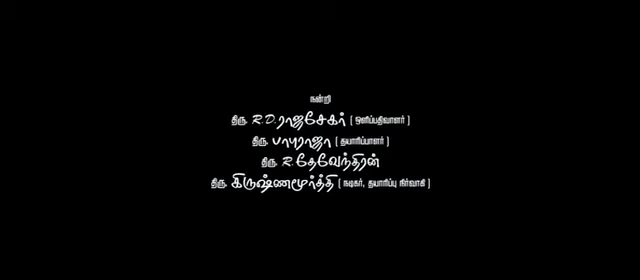 நன்றி
திரு. R.D.ராஜசேகர் [ ஒளிப்பதிவாளர் ]
திரு. பாபுராஜா [ தயாரிப்பாளர் ]
திரு. R.தேவேந்திரன்
திரு. கிருஷ்ணமூர்த்தி [ நடிகர், தயாரிப்பு நிர்வாகி ]